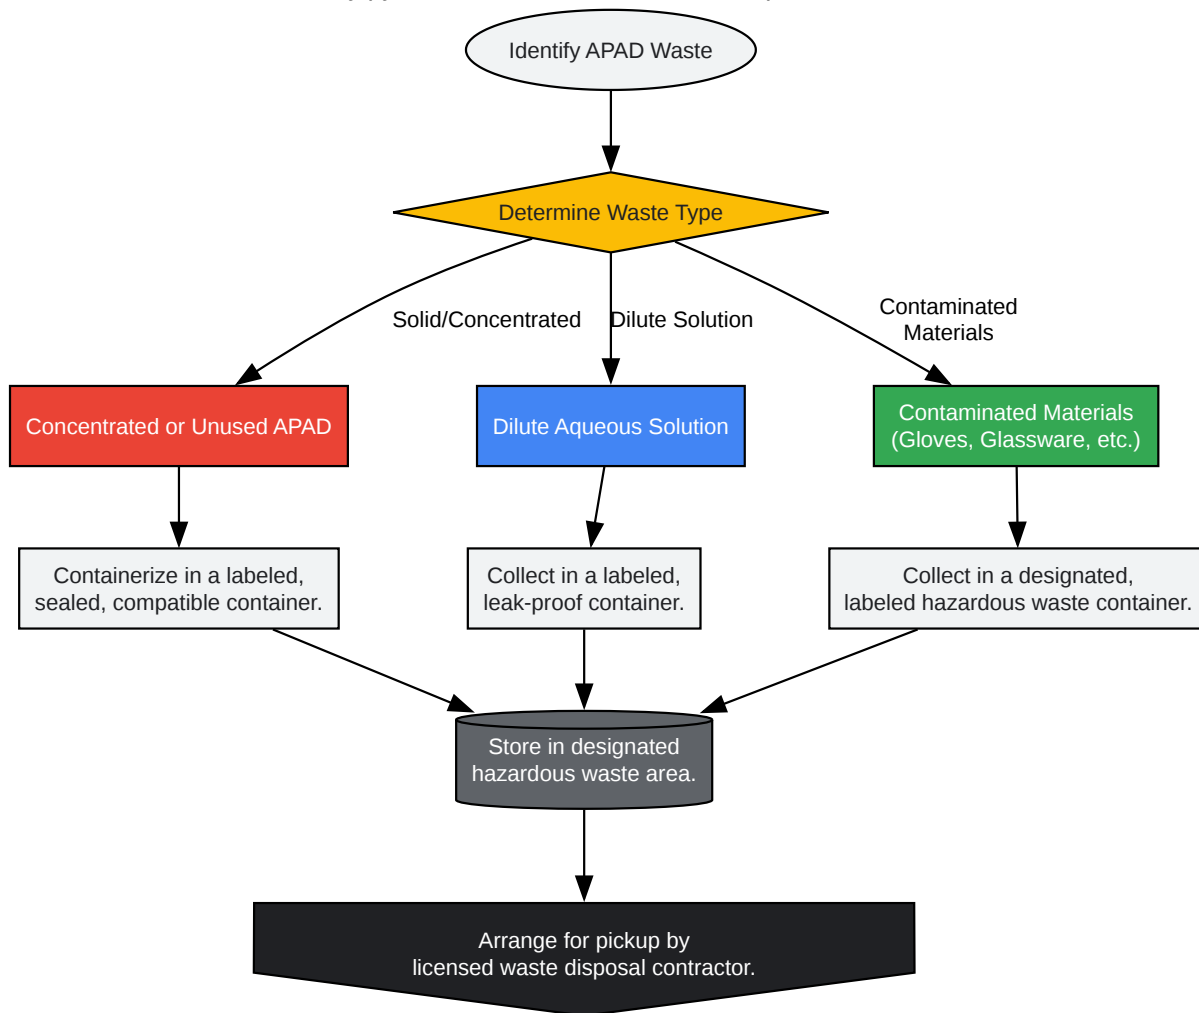 Identify APAD Waste
Determine Waste Type
Solid/Concentrated
Dilute Solution
Contaminated
Materials
Concentrated or Unused APAD
Dilute Aqueous Solution
Contaminated Materials
(Gloves, Glassware, etc.)
Containerize in a labeled,
sealed, compatible container.
Collect in a labeled,
leak-proof container.
Collect in a designated,
labeled hazardous waste container.
Store in designated
hazardous waste area.
Arrange for pickup by
licensed waste disposal contractor.